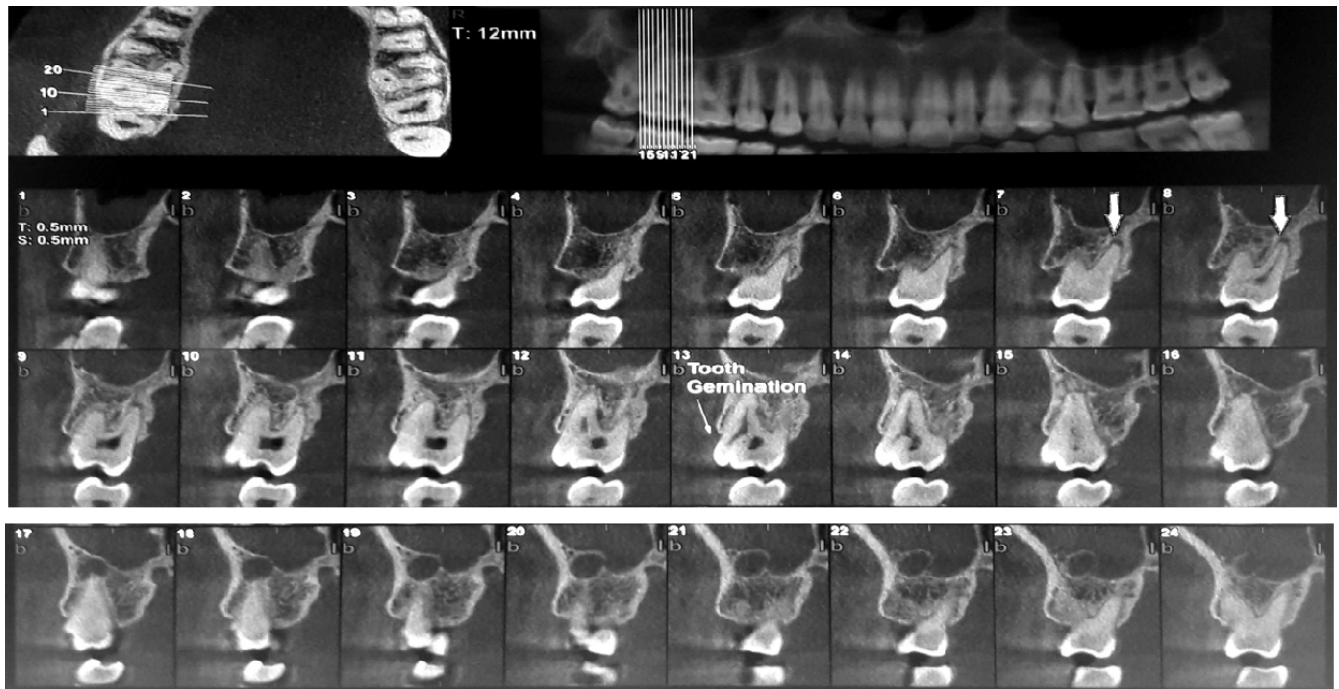 R
T: 12mm
20
10
1
1 2 3 4 5 6 7 8
b l b l b l b l b l b l b l b l
T: 0.5mm
S: 0.5mm
9 10 11 12 13 14 15 16
b l b l b l b l b l b l b l b l
Tooth
Gemination
17 18 19 20 21 22 23 24
b l b l b l b l b l b l b l b l